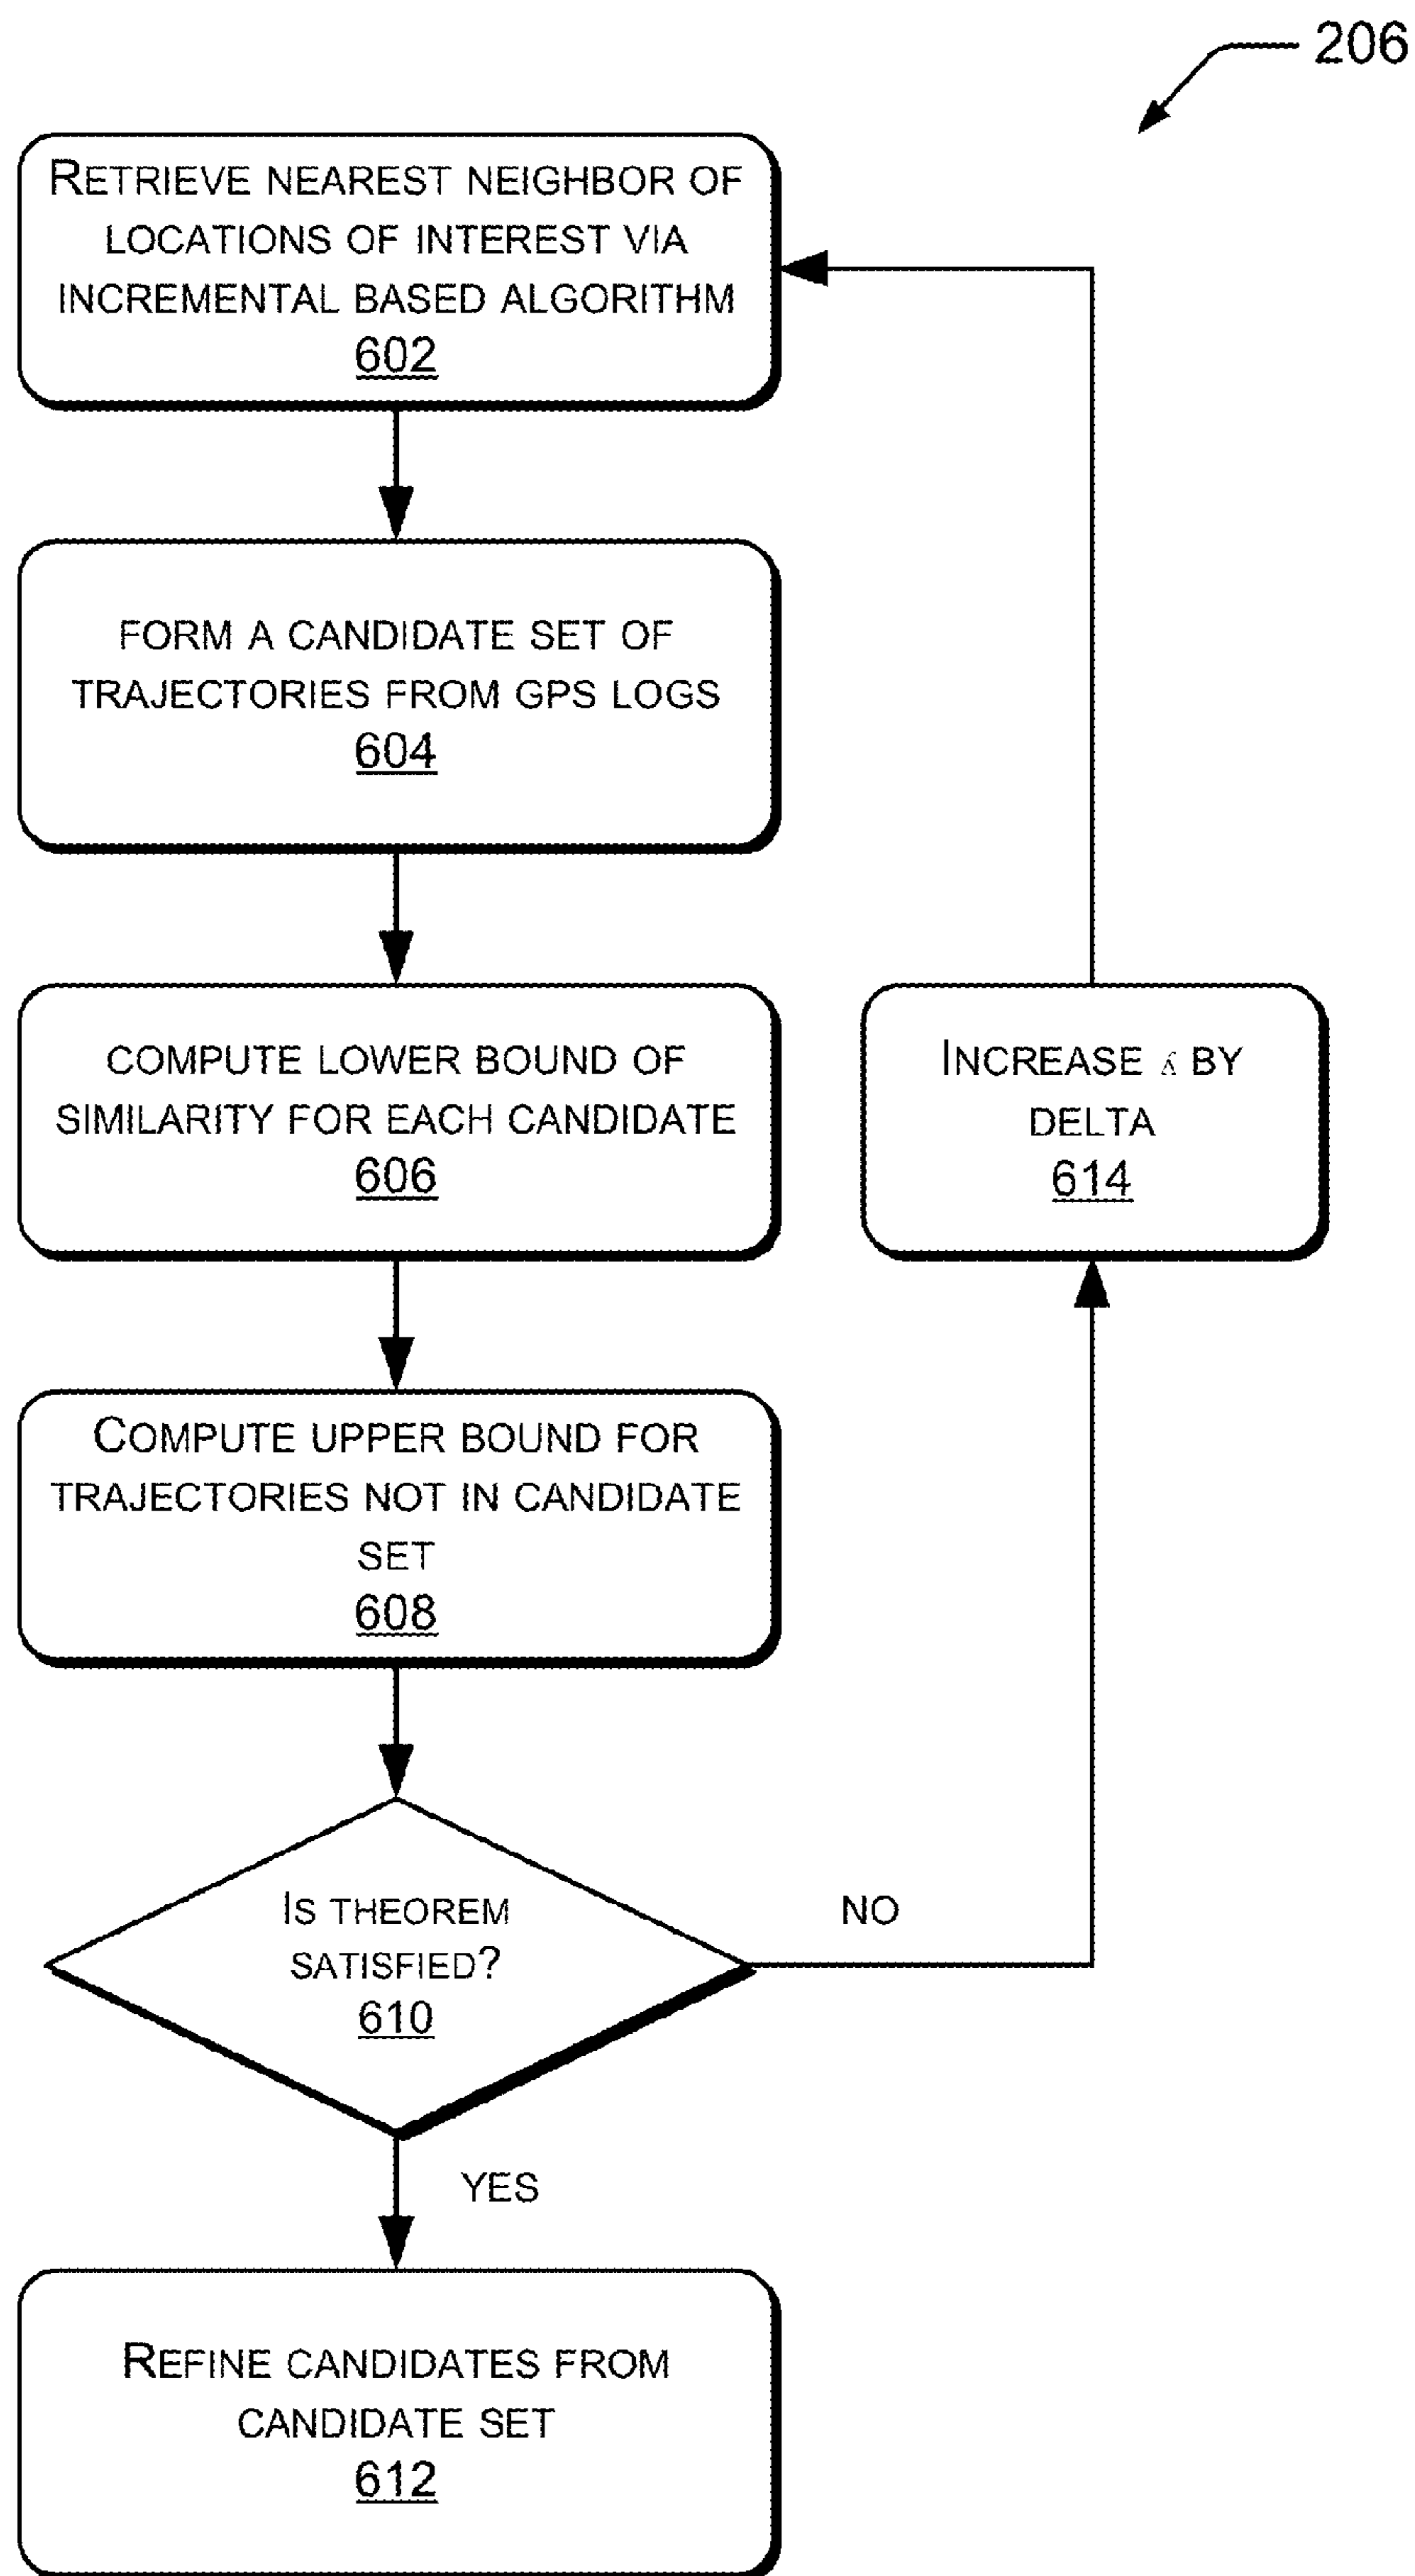 206
RETRIEVE NEAREST NEIGHBOR OF
LOCATIONS OF INTEREST VIA
INCREMENTAL BASED ALGORITHM
602
FORM A CANDIDATE SET OF
TRAJECTORIES FROM GPS LOGS
604
COMPUTE LOWER BOUND OF
SIMILARITY FOR EACH CANDIDATE
606
INCREASE BY
DELTA
614
COMPUTE UPPER BOUND FOR
TRAJECTORIES NOT IN CANDIDATE
SET
608
IS THEOREM
SATISFIED?
610
NO
YES
REFINE CANDIDATES FROM
CANDIDATE SET
612